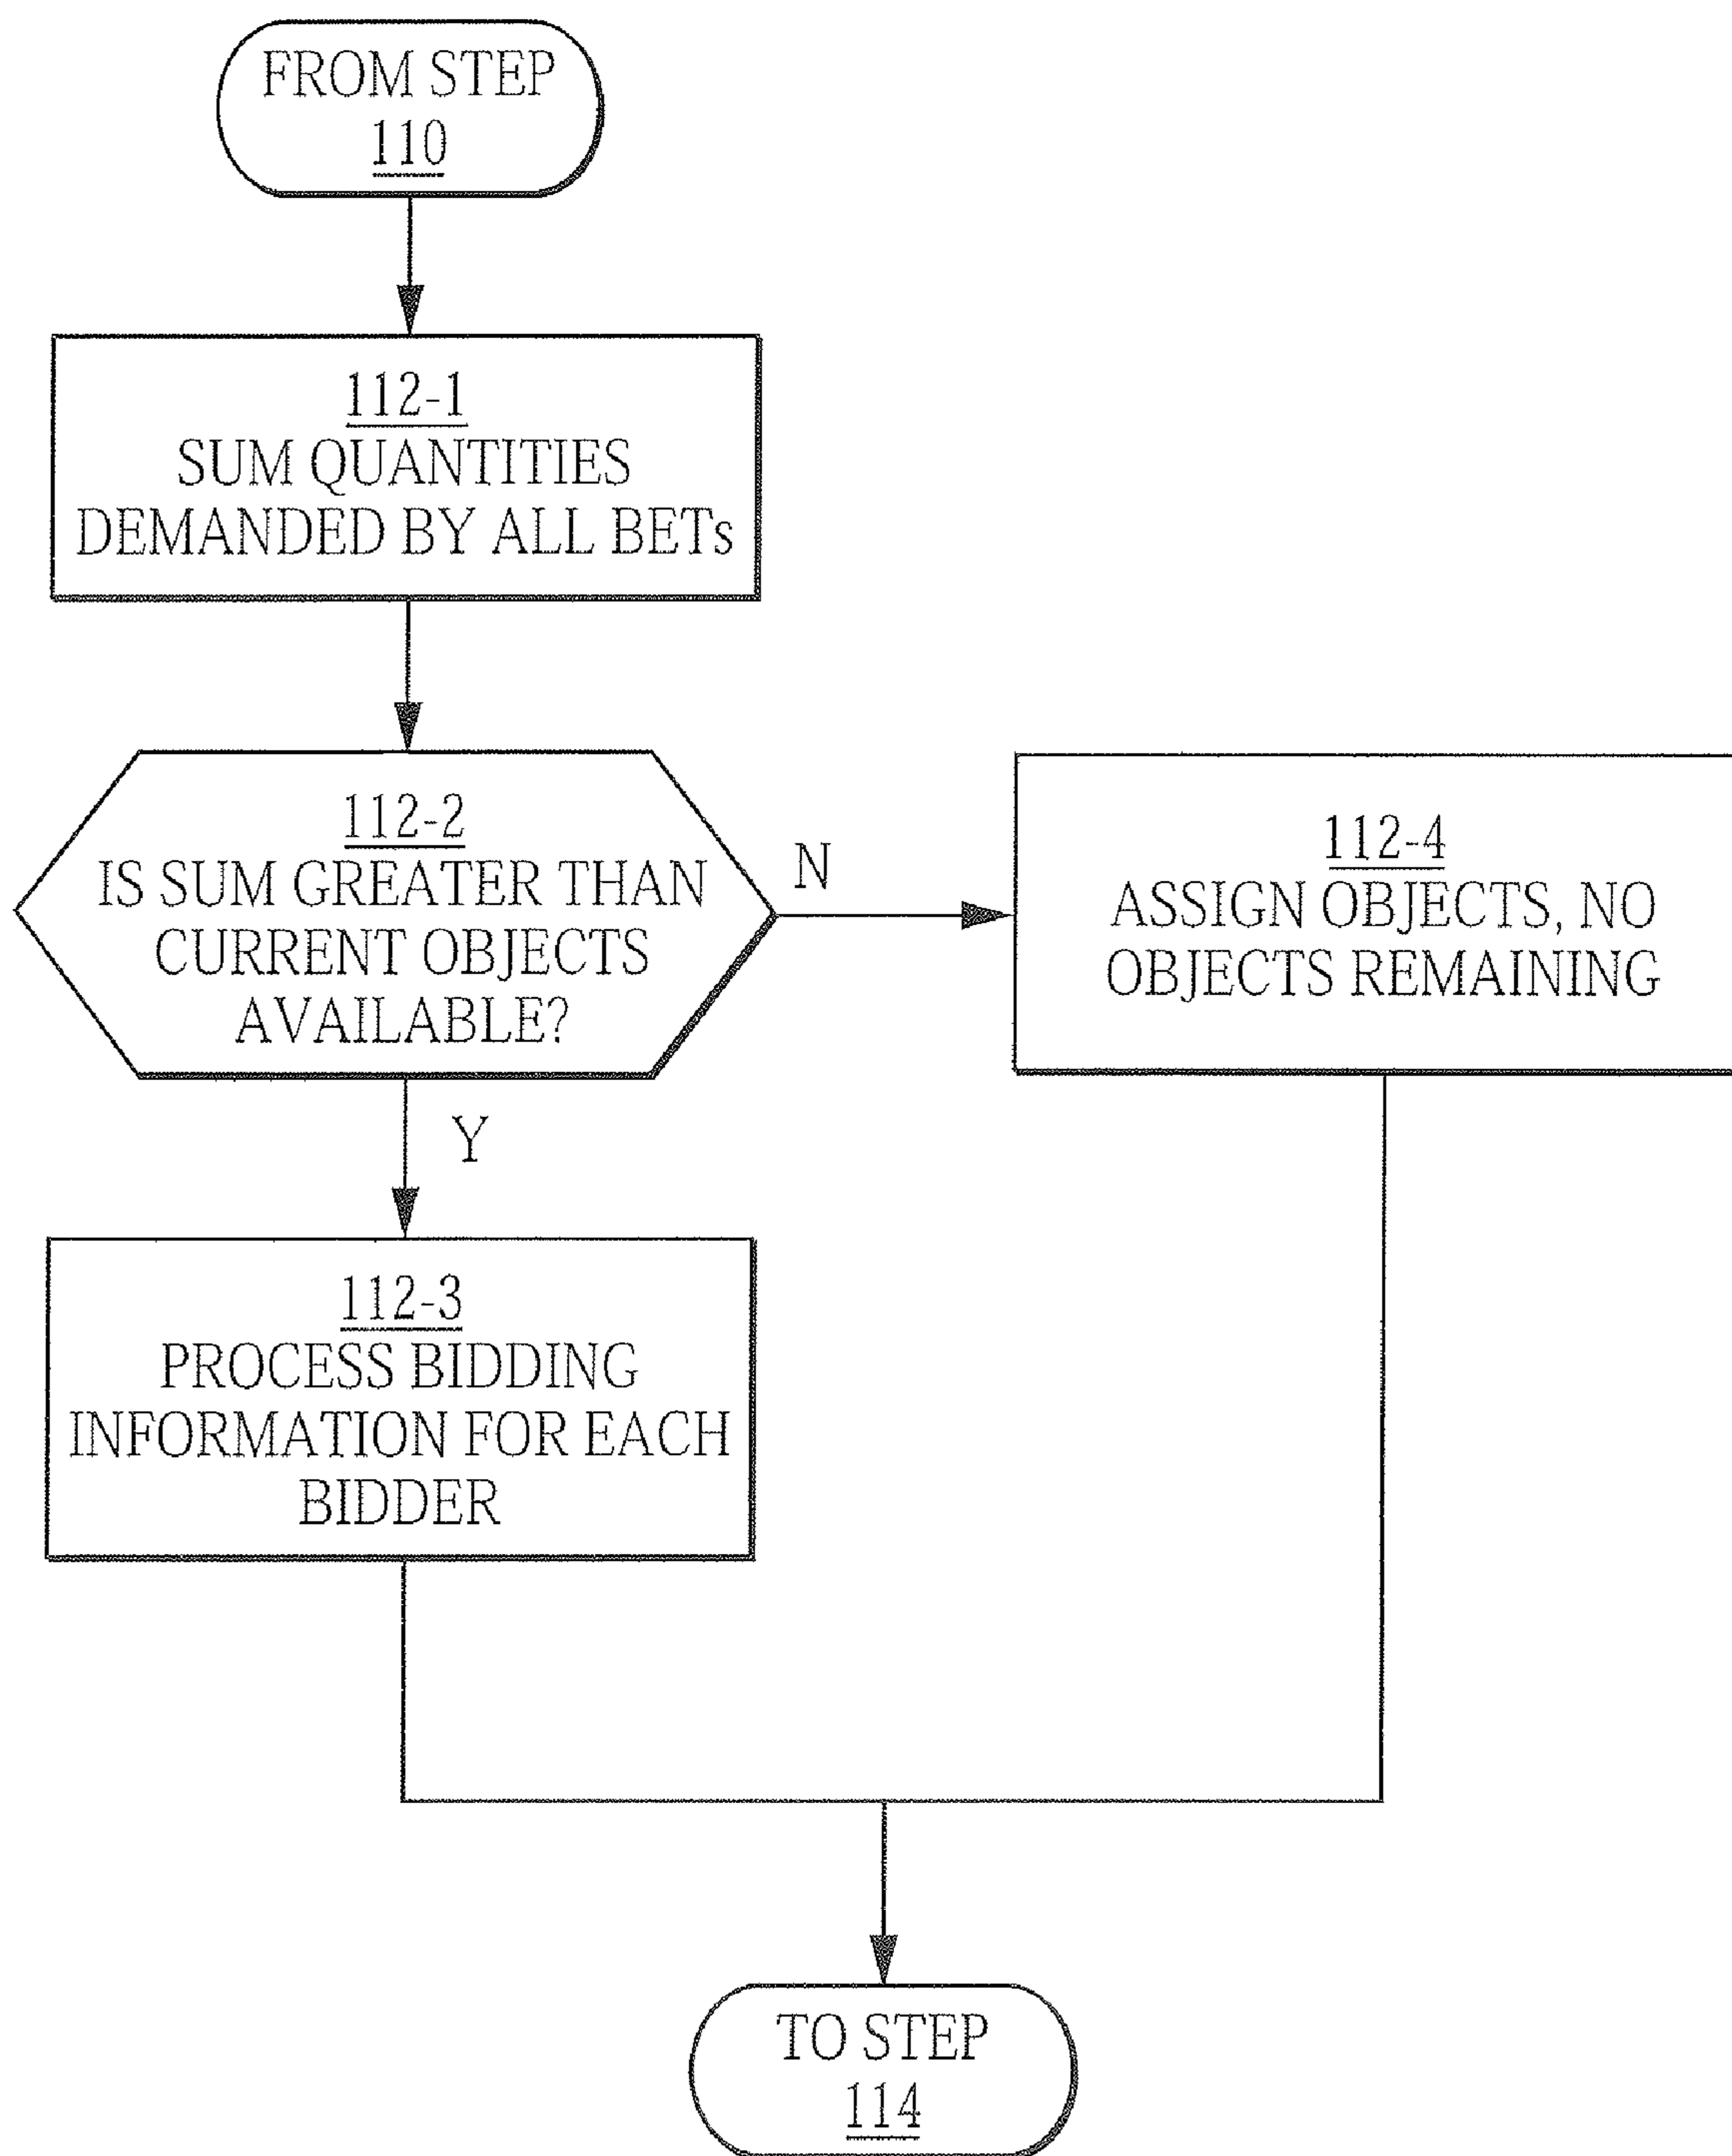 FROM STEP
110
112-1
SUM QUANTITIES
DEMANDED BY ALL BETs
112-2
IS SUM GREATER THAN
CURRENT OBJECTS
AVAILABLE?
N
112-4
ASSIGN OBJECTS, NO
OBJECTS REMAINING
Y
112-3
PROCESS BIDDING
INFORMATION FOR EACH
BIDDER
TO STEP
114